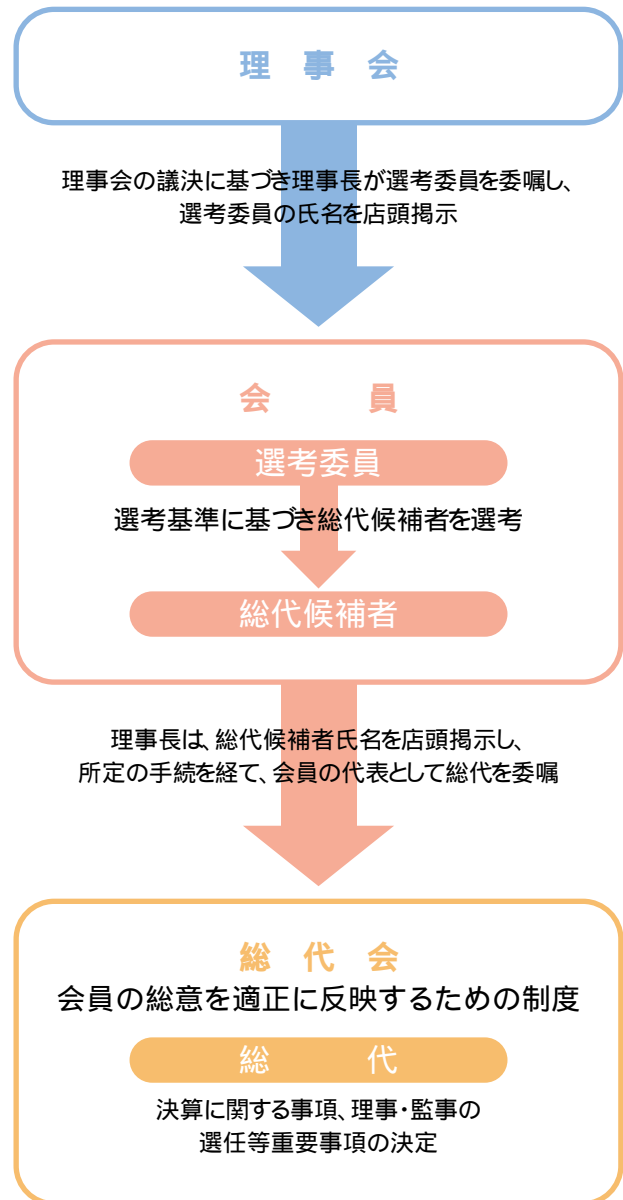 理事会
理事会の議決に基づき理事長が選考委員を委嘱し、
選考委員の氏名を店頭掲示
会員
選考委員
選考基準に基づき総代候補者を選考
総代候補者
理事長は、総代候補者氏名を店頭掲示し、
所定の手続を経て、会員の代表として総代を委嘱
総代会
会員の総意を適正に反映するための制度
総代
決算に関する事項、理事・監事の
選任等重要事項の決定